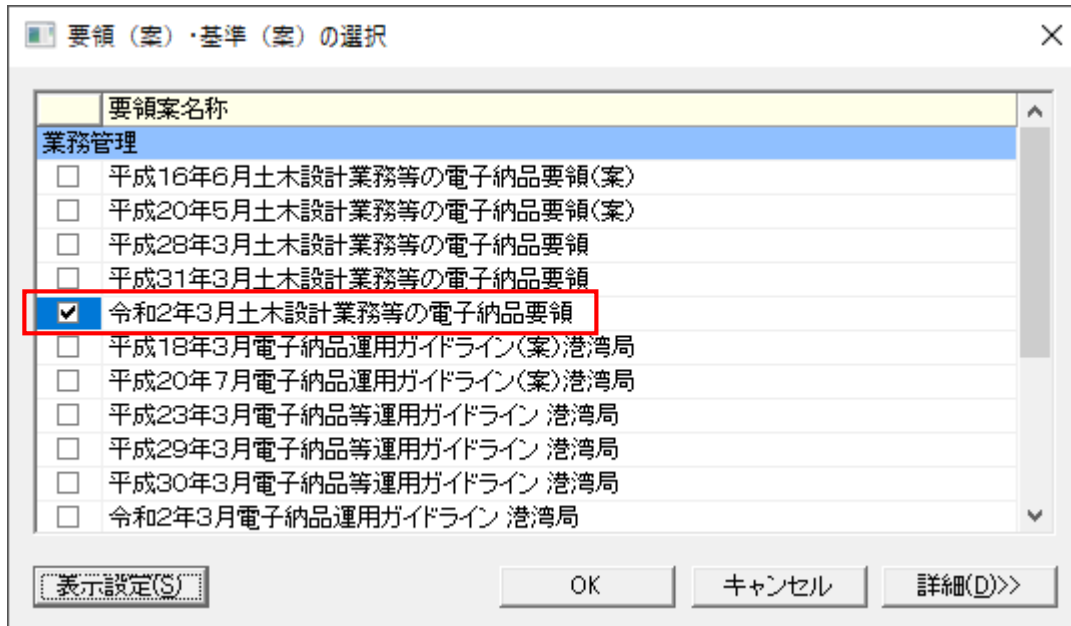 要領（案）・基準（案）の選択
要領案名称
業務管理
平成16年6月土木設計業務等の電子納品要領(案)
平成20年5月土木設計業務等の電子納品要領(案)
平成28年3月土木設計業務等の電子納品要領
平成31年3月土木設計業務等の電子納品要領
令和2年3月土木設計業務等の電子納品要領
平成18年3月電子納品運用ガイドライン(案)港湾局
平成20年7月電子納品運用ガイドライン(案)港湾局
平成23年3月電子納品等運用ガイドライン 港湾局
平成29年3月電子納品等運用ガイドライン 港湾局
平成30年3月電子納品等運用ガイドライン 港湾局
令和2年3月電子納品運用ガイドライン 港湾局
表示設定(S) OK キャンセル 詳細(D)>>